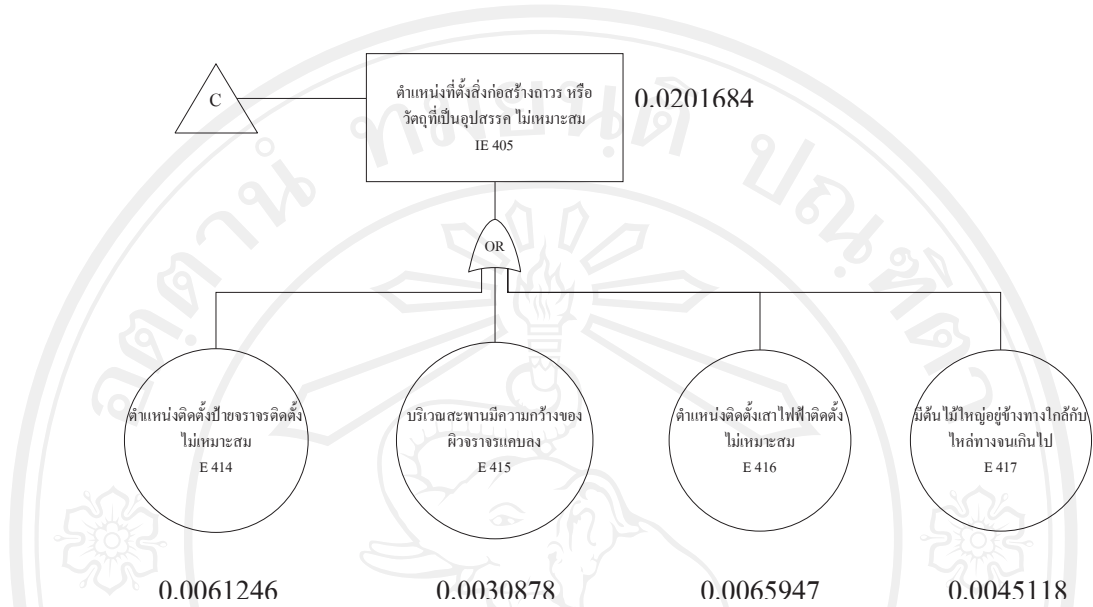 C
ตำแหน่งที่ตั้งสิ่งก่อสร้างถาวร หรือ
วัตถุที่เป็นอุปสรรค ไม่เหมาะสม
IE 405
0.0201684
OR
ตำแหน่งติดตั้งป้ายจราจรติดตั้ง
ไม่เหมาะสม
E 414
บริเวณสะพานมีความกว้างของ
ผิวจราจรแคบลง
E 415
ตำแหน่งติดตั้งเสาไฟฟ้าติดตั้ง
ไม่เหมาะสม
E 416
มีต้นไม้ใหญ่อยู่ข้างทางใกล้กับ
ไหล่ทางจนเกินไป
E 417
0.0061246
0.0030878
0.0065947
0.0045118